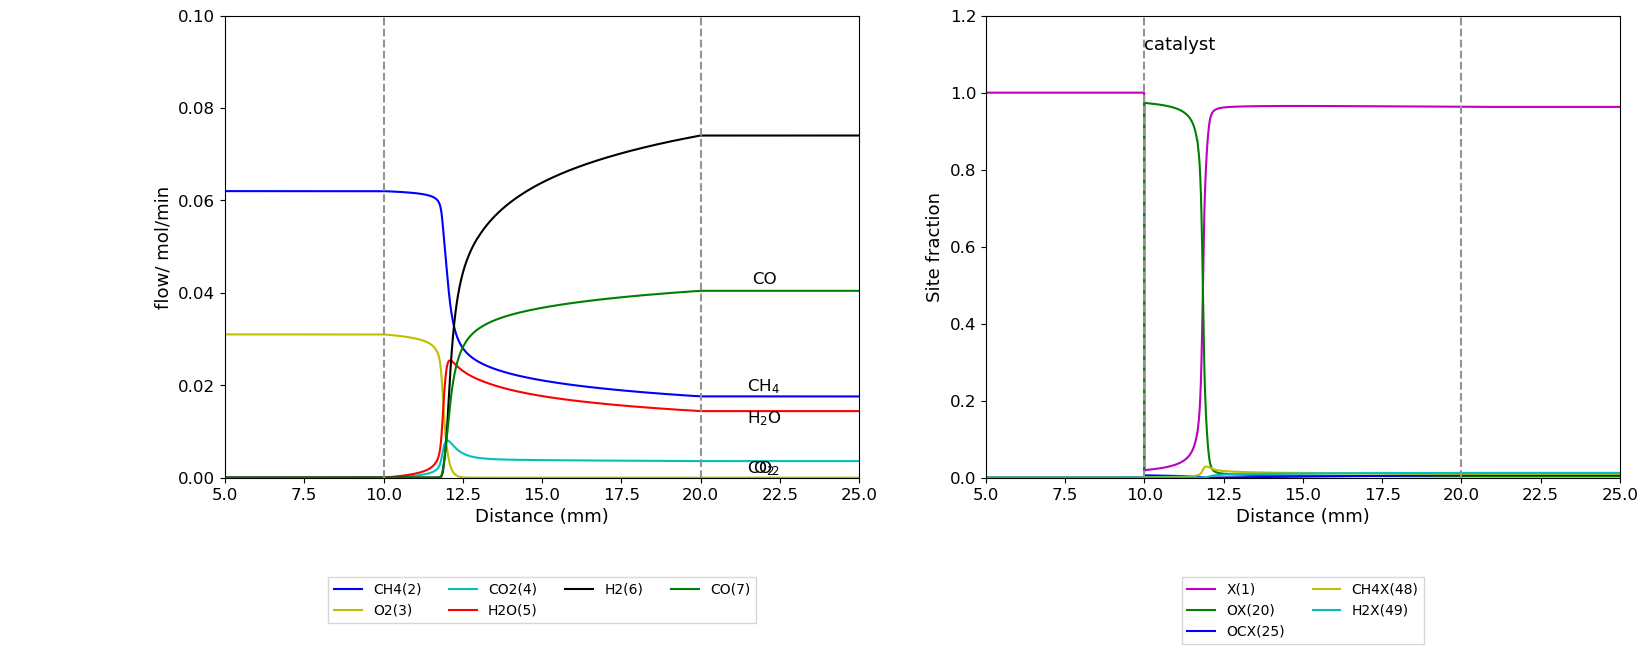 0.10
0.08
0.06
0.04
0.02
0.00
flow/ mol/min
CO
CH₄
H₂O
5.0 7.5 10.0 12.5 15.0 17.5 20.0 22.5 25.0
Distance (mm)
CH4(2) CO2(4) H2(6) CO(7)
O2(3) H2O(5)
1.2
1.0
0.8
0.6
0.4
0.2
0.0
Site fraction
catalyst
5.0 7.5 10.0 12.5 15.0 17.5 20.0 22.5 25.0
Distance (mm)
X(1) CH4X(48)
OX(20) H2X(49)
OCX(25)